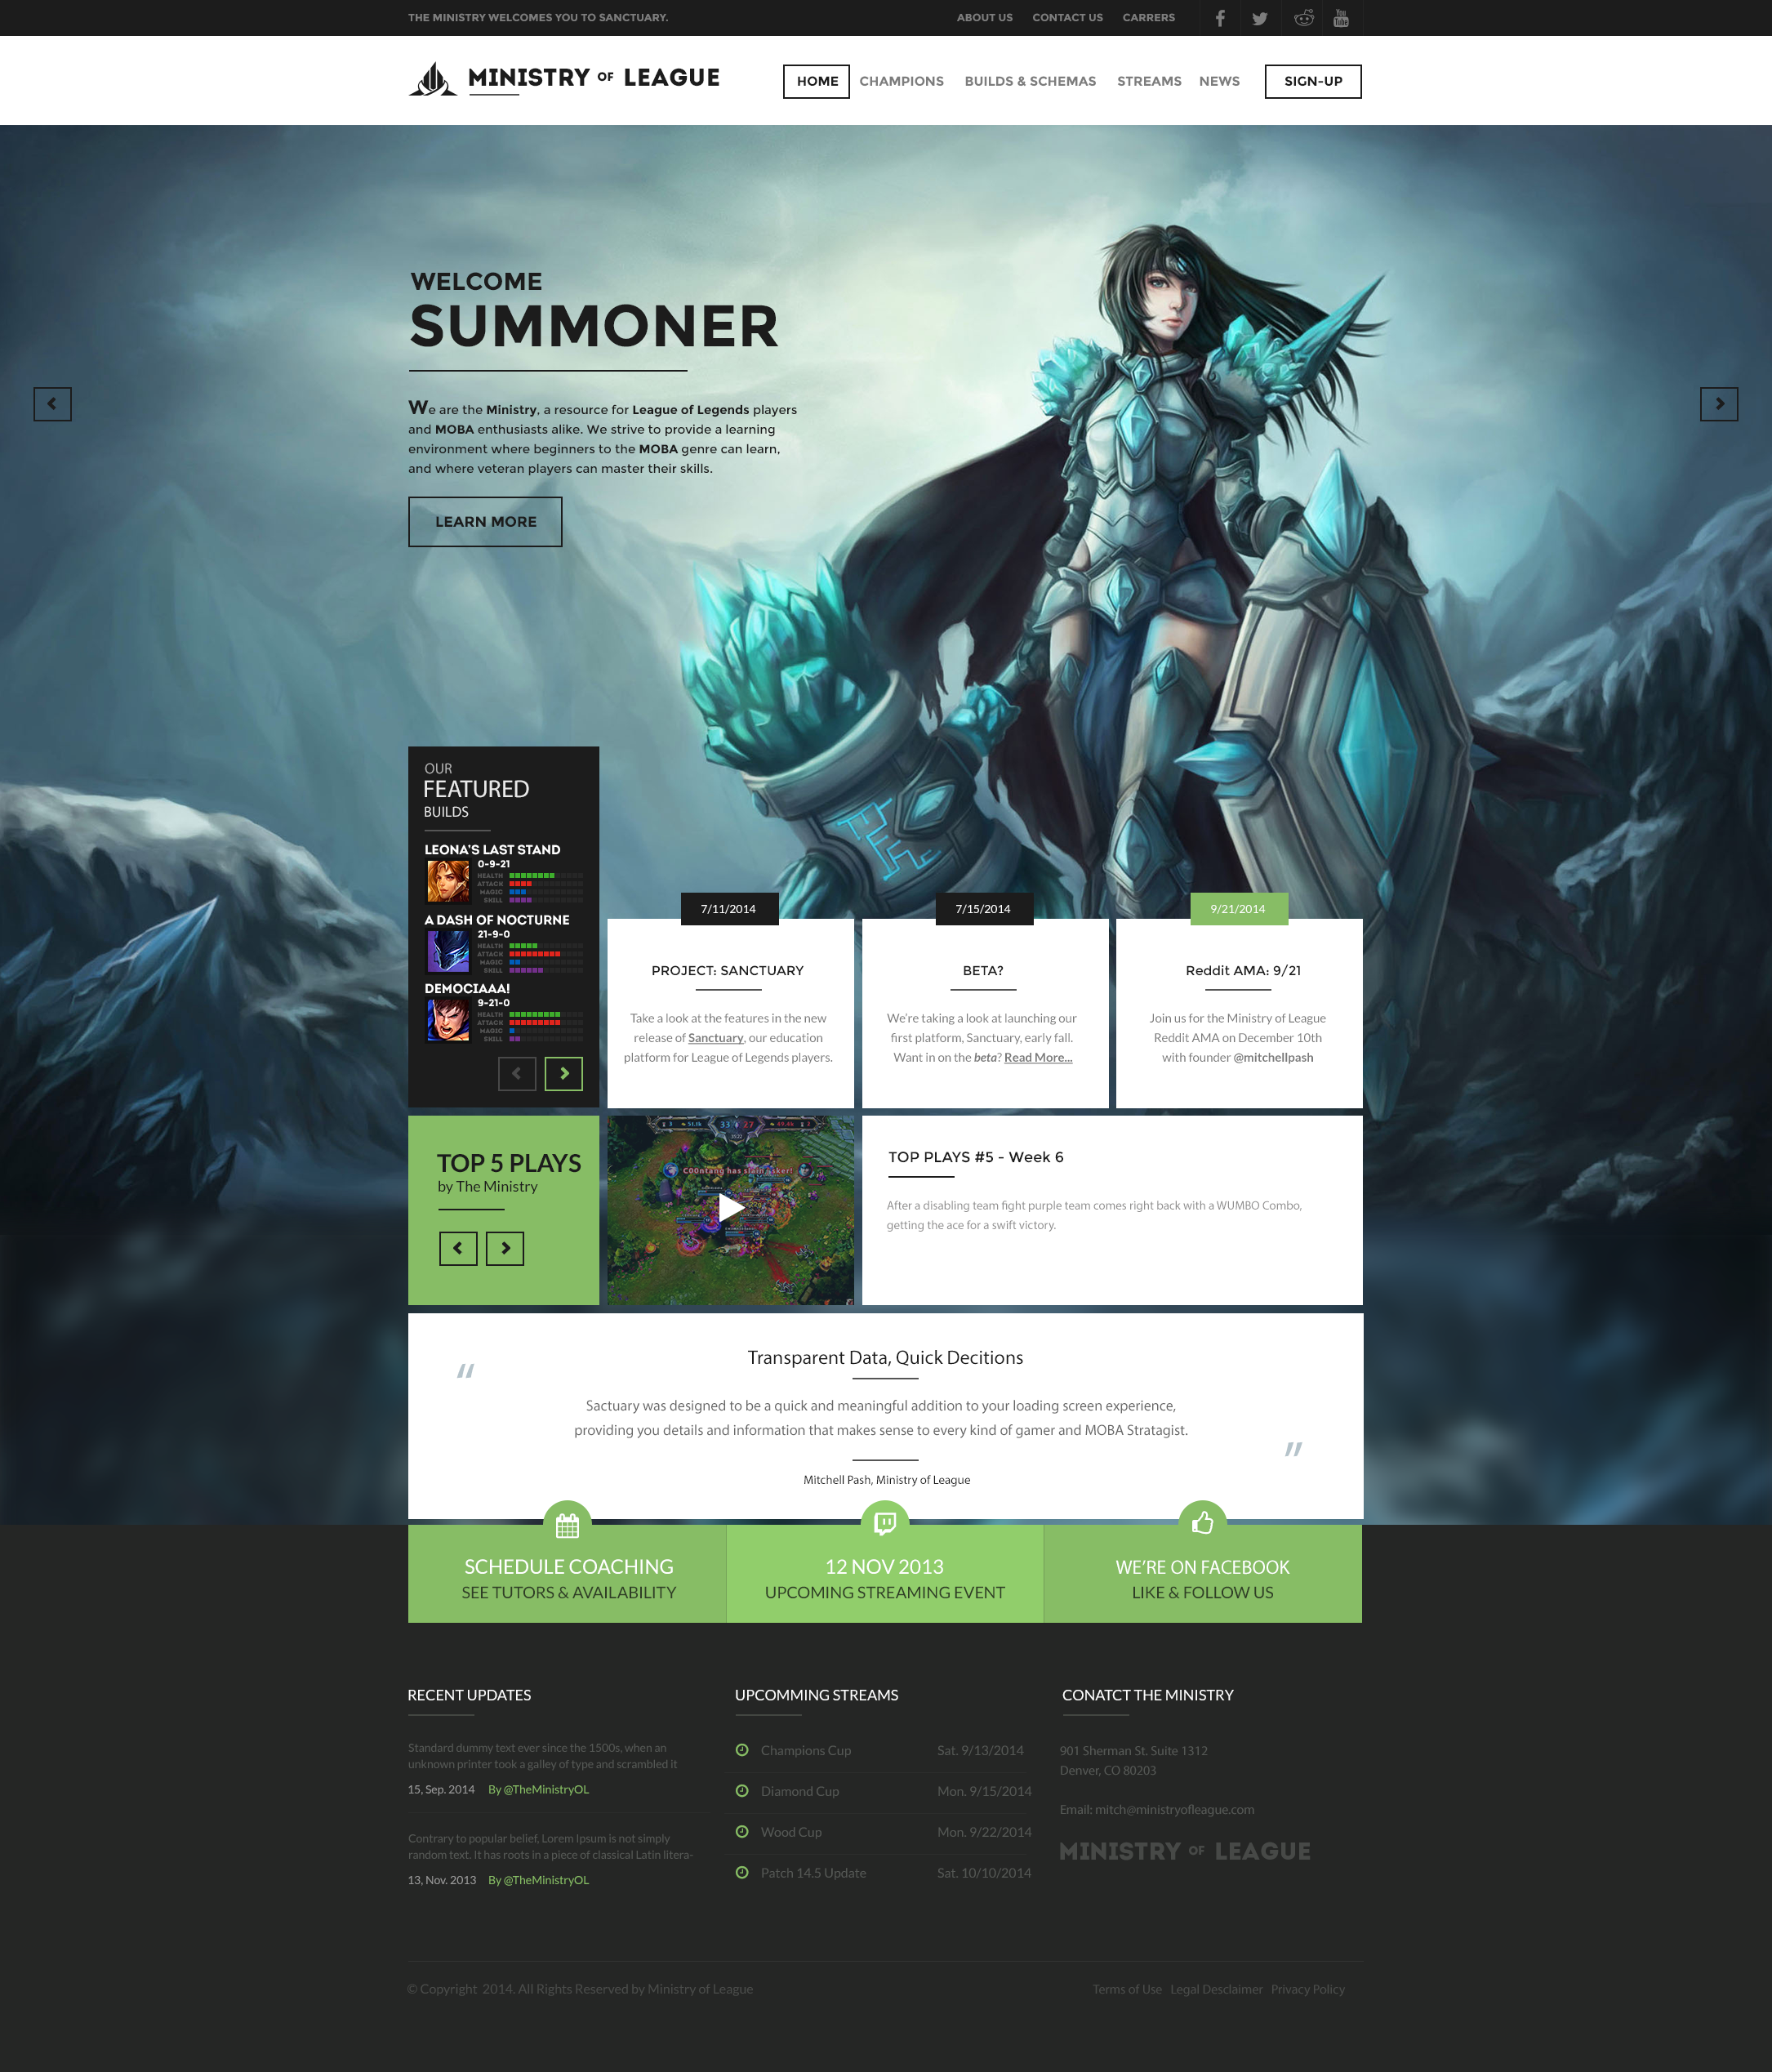 THE MINISTRY WELCOMES YOU TO SANCTUARY.
ABOUT US CONTACT US CARRERS
MINISTRY OF LEAGUE
HOME CHAMPIONS BUILDS & SCHEMAS STREAMS NEWS SIGN-UP
WELCOME
SUMMONER
We are the Ministry, a resource for League of Legends players
and MOBA enthusiasts alike. We strive to provide a learning
environment where beginners to the MOBA genre can learn,
and where veteran players can master their skills.
LEARN MORE
OUR
FEATURED
BUILDS
LEONA'S LAST STAND
0-9-21
HEALTH
ATTACK
MAGIC
SKILL
A DASH OF NOCTURNE
21-9-0
HEALTH
ATTACK
MAGIC
SKILL
DEMOCIAAA!
9-21-0
HEALTH
ATTACK
MAGIC
SKILL
7/11/2014
PROJECT: SANCTUARY
Take a look at the features in the new
release of Sanctuary, our education
platform for League of Legends players.
7/15/2014
BETA?
We're taking a look at launching our
first platform, Sanctuary, early fall.
Want in on the beta? Read More...
9/21/2014
Reddit AMA: 9/21
Join us for the Ministry of League
Reddit AMA on December 10th
with founder @mitchellpash
TOP 5 PLAYS
by The Ministry
33 27
C00ntang has slain
TOP PLAYS #5 - Week 6
After a disabling team fight purple team comes right back with a WUMBO Combo,
getting the ace for a swift victory.
"
Transparent Data, Quick Decitions
Sactuary was designed to be a quick and meaningful addition to your loading screen experience,
providing you details and information that makes sense to every kind of gamer and MOBA Stratagist.
"
Mitchell Pash, Ministry of League
SCHEDULE COACHING
SEE TUTORS & AVAILABILITY
12 NOV 2013
UPCOMING STREAMING EVENT
WE'RE ON FACEBOOK
LIKE & FOLLOW US
RECENT UPDATES
Standard dummy text ever since the 1500s, when an
unknown printer took a galley of type and scrambled it
15, Sep. 2014 By @TheMinistryOL
Contrary to popular belief, Lorem Ipsum is not simply
random text. It has roots in a piece of classical Latin litera-
13, Nov. 2013 By @TheMinistryOL
UPCOMMING STREAMS
Champions Cup Sat. 9/13/2014
Diamond Cup Mon. 9/15/2014
Wood Cup Mon. 9/22/2014
Patch 14.5 Update Sat. 10/10/2014
CONATCT THE MINISTRY
901 Sherman St. Suite 1312
Denver, CO 80203
Email: mitch@ministryofleague.com
MINISTRY OF LEAGUE
© Copyright 2014. All Rights Reserved by Ministry of League
Terms of Use Legal Desclaimer Privacy Policy